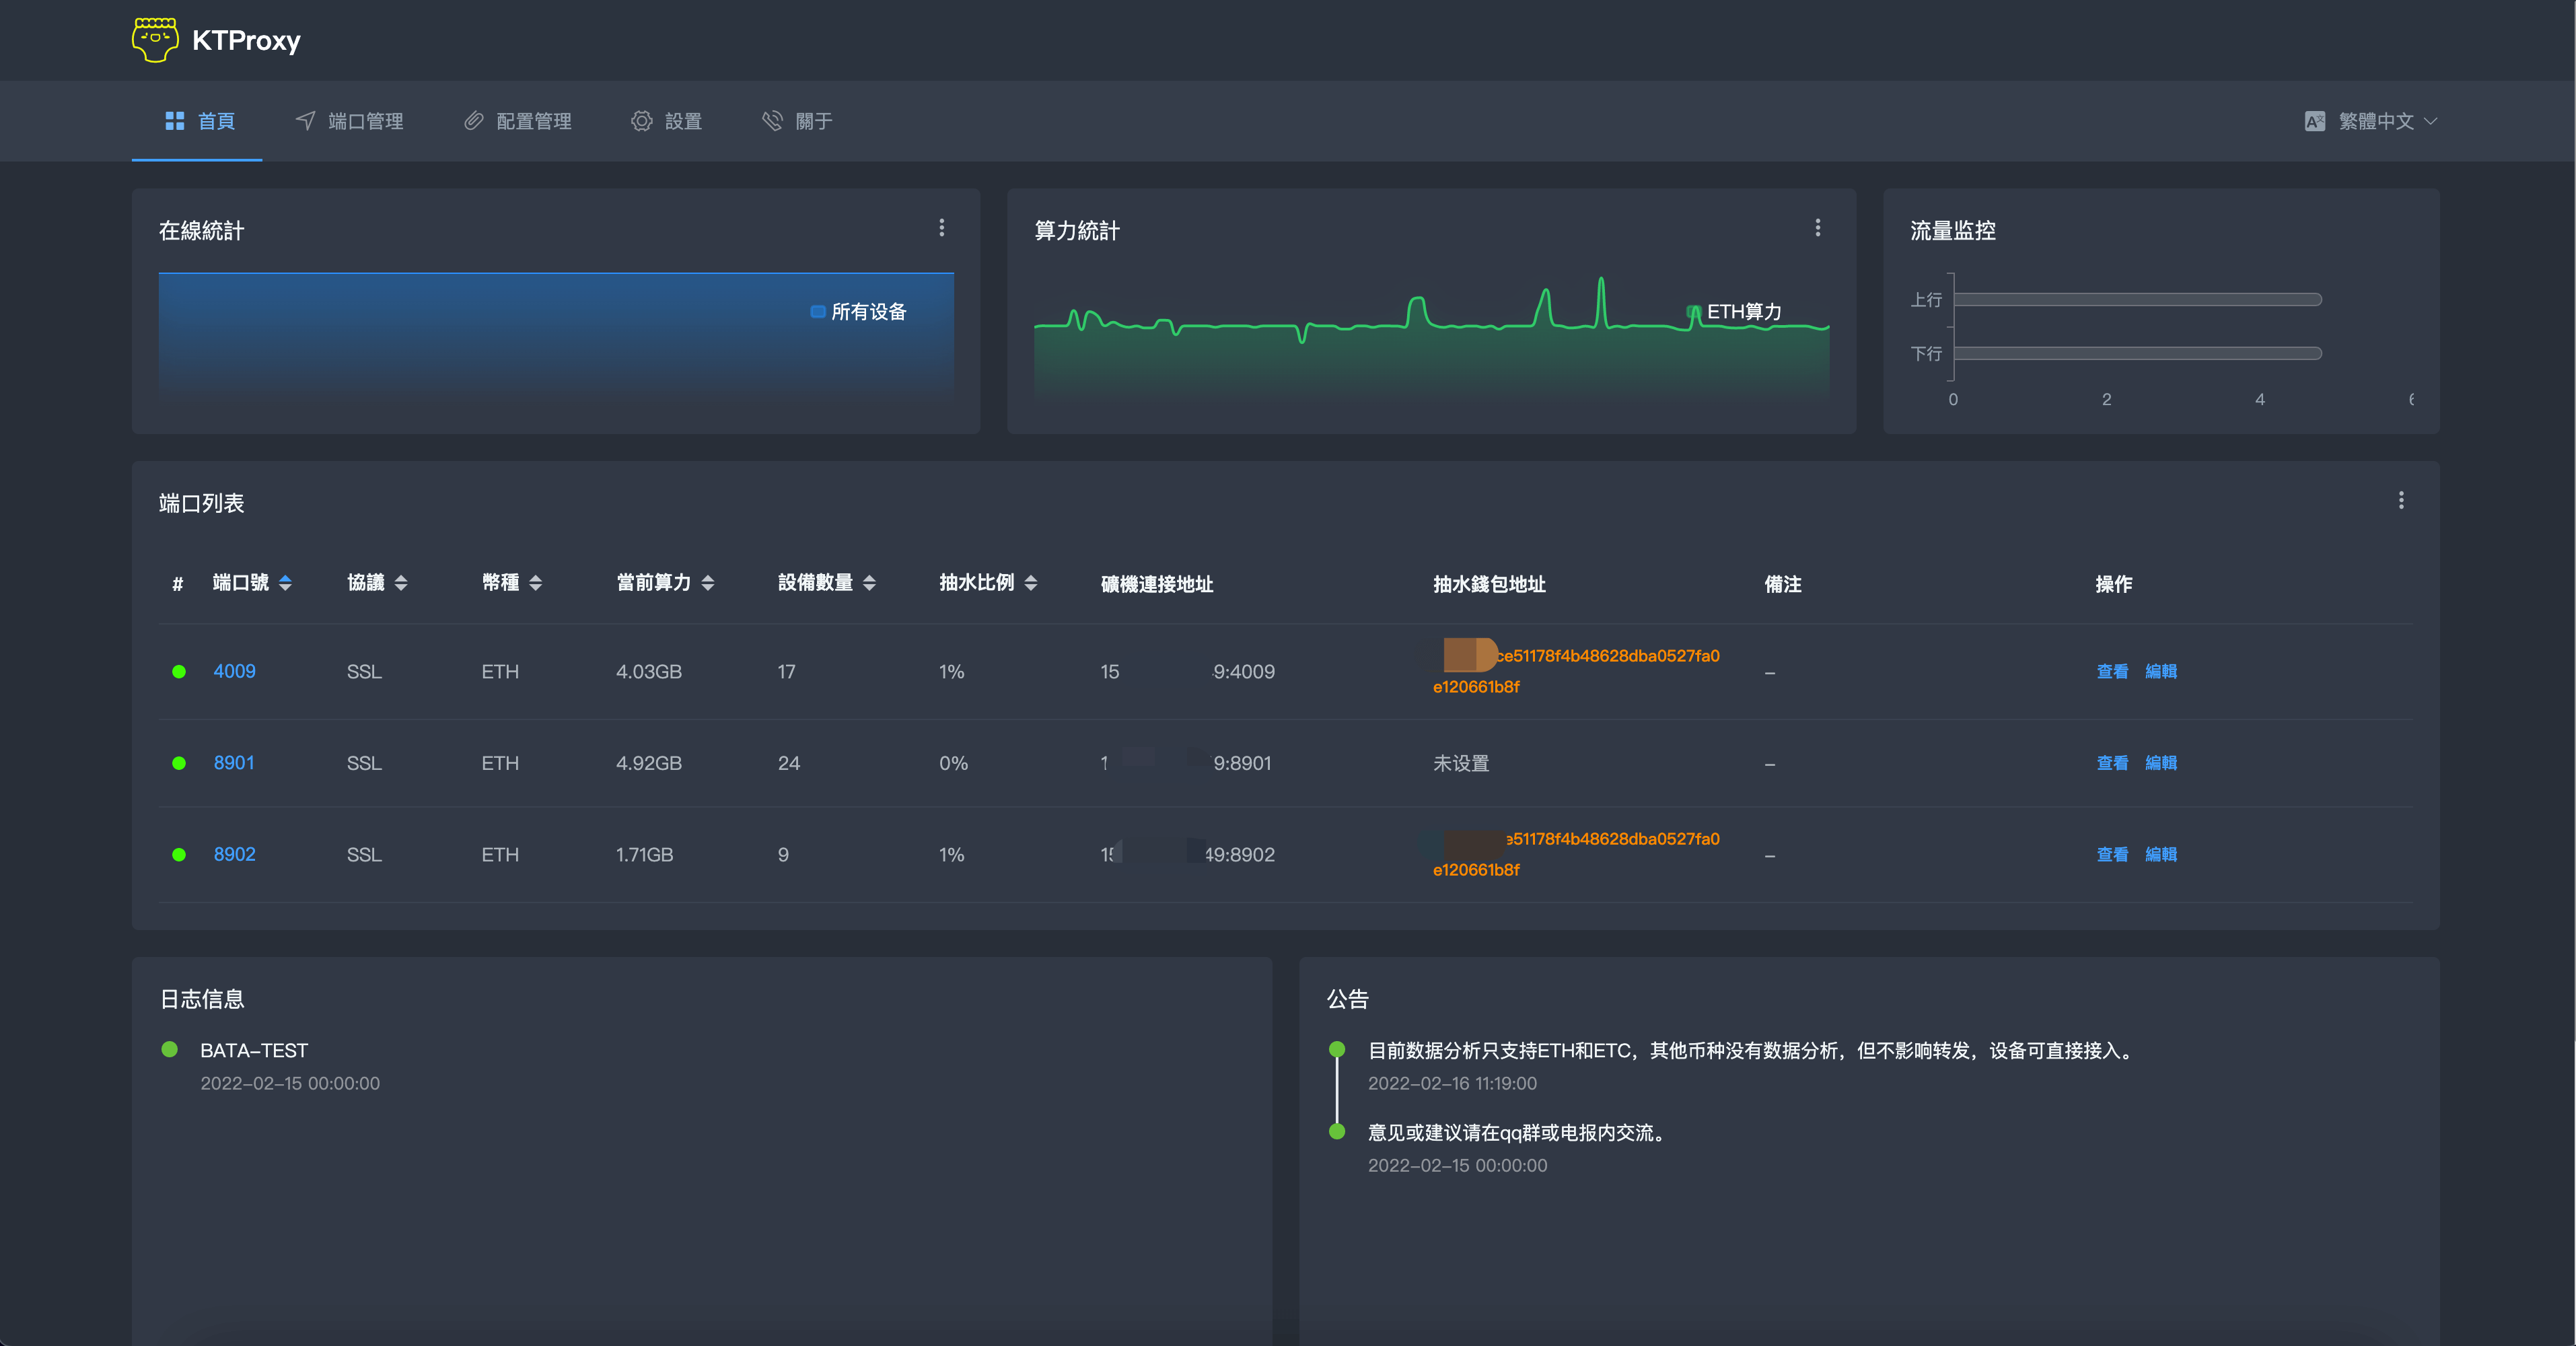 KTProxy
首頁 端口管理 配置管理 設置 關于 繁體中文
在線統計
所有设备
算力統計
ETH算力
流量监控
上行
下行
0 2 4
端口列表
# 端口號 協議 幣種 當前算力 設備數量 抽水比例 礦機連接地址 抽水錢包地址 備注 操作
4009 SSL ETH 4.03GB 17 1% 15 9:4009 ce51178f4b48628dba0527fa0 – 查看 編輯
e120661b8f
8901 SSL ETH 4.92GB 24 0% 1 9:8901 未设置 – 查看 編輯
8902 SSL ETH 1.71GB 9 1% 15 49:8902 e51178f4b48628dba0527fa0 – 查看 編輯
e120661b8f
日志信息
BATA-TEST
2022-02-15 00:00:00
公告
目前数据分析只支持ETH和ETC，其他币种没有数据分析，但不影响转发，设备可直接接入。
2022-02-16 11:19:00
意见或建议请在qq群或电报内交流。
2022-02-15 00:00:00